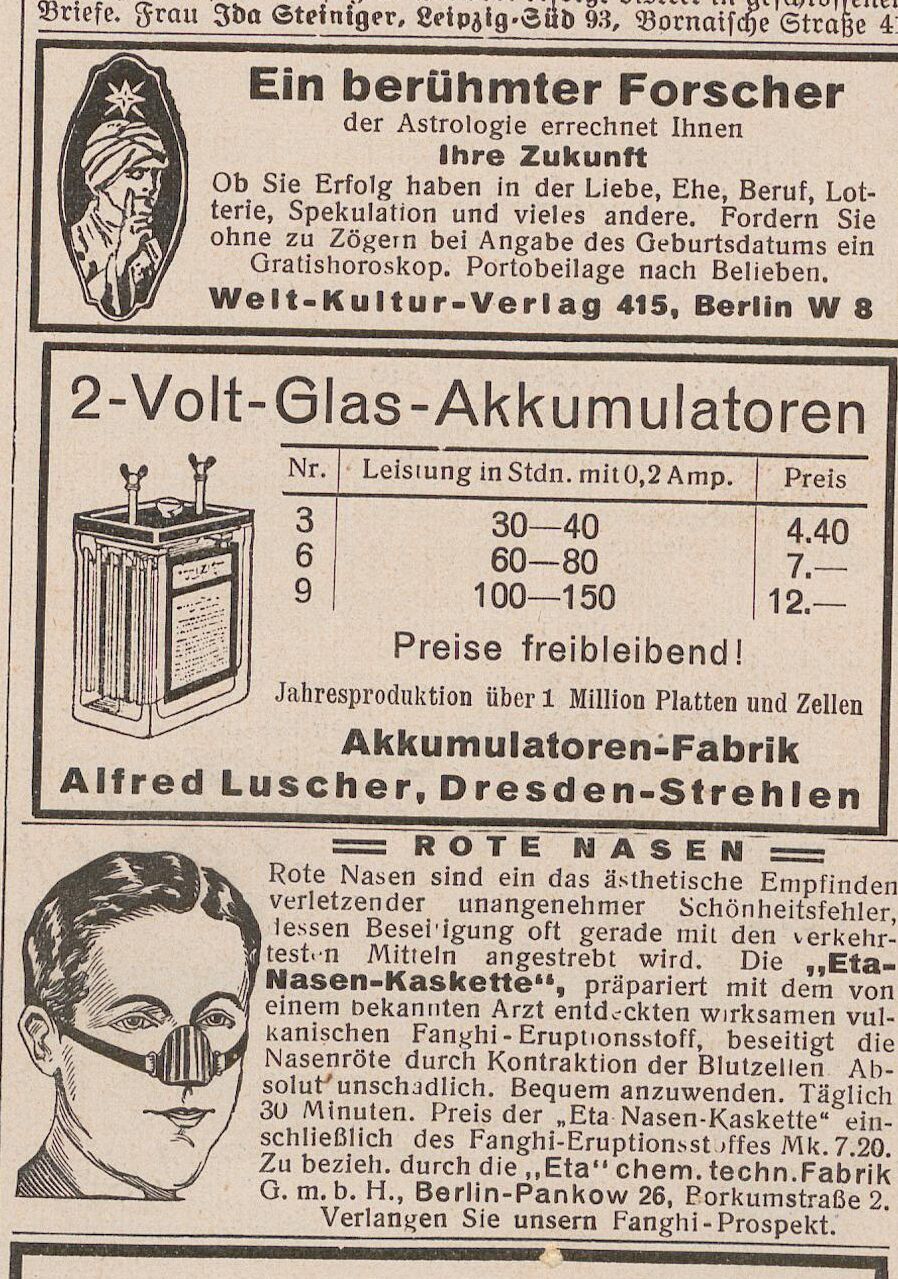 Briefe. Frau Ida Steiniger, Leipzig-Süd 93, Bornaische Straße 41
Ein berühmter Forscher
der Astrologie errechnet Ihnen
Ihre Zukunft
Ob Sie Erfolg haben in der Liebe, Ehe, Beruf, Lot-
terie, Spekulation und vieles andere. Fordern Sie
ohne zu Zögern bei Angabe des Geburtsdatums ein
Gratishoroskop. Portobeilage nach Belieben.
Welt-Kultur-Verlag 415, Berlin W 8
2-Volt-Glas-Akkumulatoren
Nr. Leistung in Stdn. mit 0,2 Amp. Preis
3 30—40 4.40
6 60—80 7.—
9 100—150 12.—
Preise freibleibend!
Jahresproduktion über 1 Million Platten und Zellen
Akkumulatoren-Fabrik
Alfred Luscher, Dresden-Strehlen
ROTE NASEN
Rote Nasen sind ein das ästhetische Empfinden
verletzender unangenehmer Schönheitsfehler,
dessen Beseitigung oft gerade mit den verkehr-
testen Mitteln angestrebt wird. Die „Eta-
Nasen-Kaskette“, präpariert mit dem von
einem bekannten Arzt entdeckten wirksamen vul-
kanischen Fanghi-Eruptionsstoff, beseitigt die
Nasenröte durch Kontraktion der Blutzellen. Ab-
solut unschädlich. Bequem anzuwenden. Täglich
30 Minuten. Preis der „Eta-Nasen-Kaskette“ ein-
schließlich des Fanghi-Eruptionsstoffes Mk. 7.20.
Zu bezieh. durch die „Eta“ chem. techn. Fabrik
G. m. b. H., Berlin-Pankow 26, Borkumstraße 2.
Verlangen Sie unsern Fanghi-Prospekt.